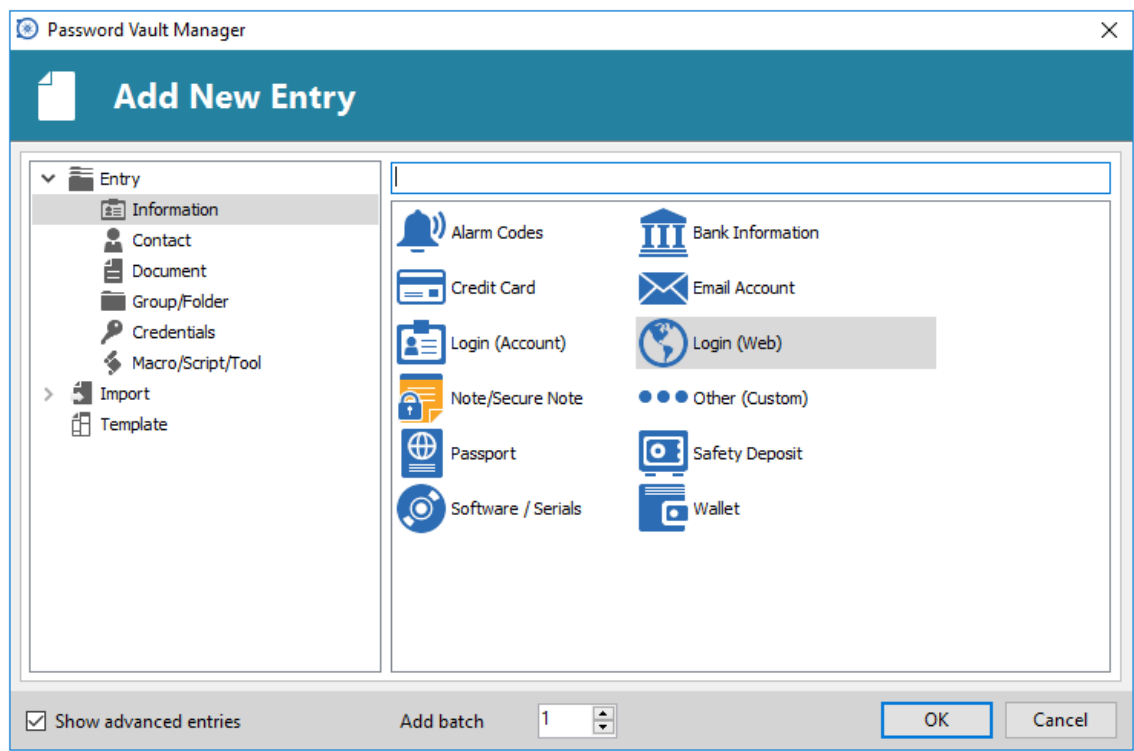 Password Vault Manager
Add New Entry
Entry
Information
Contact
Document
Group/Folder
Credentials
Macro/Script/Tool
Import
Template
Alarm Codes
Bank Information
Credit Card
Email Account
Login (Account)
Login (Web)
Note/Secure Note
Other (Custom)
Passport
Safety Deposit
Software / Serials
Wallet
Show advanced entries
Add batch
1
OK
Cancel